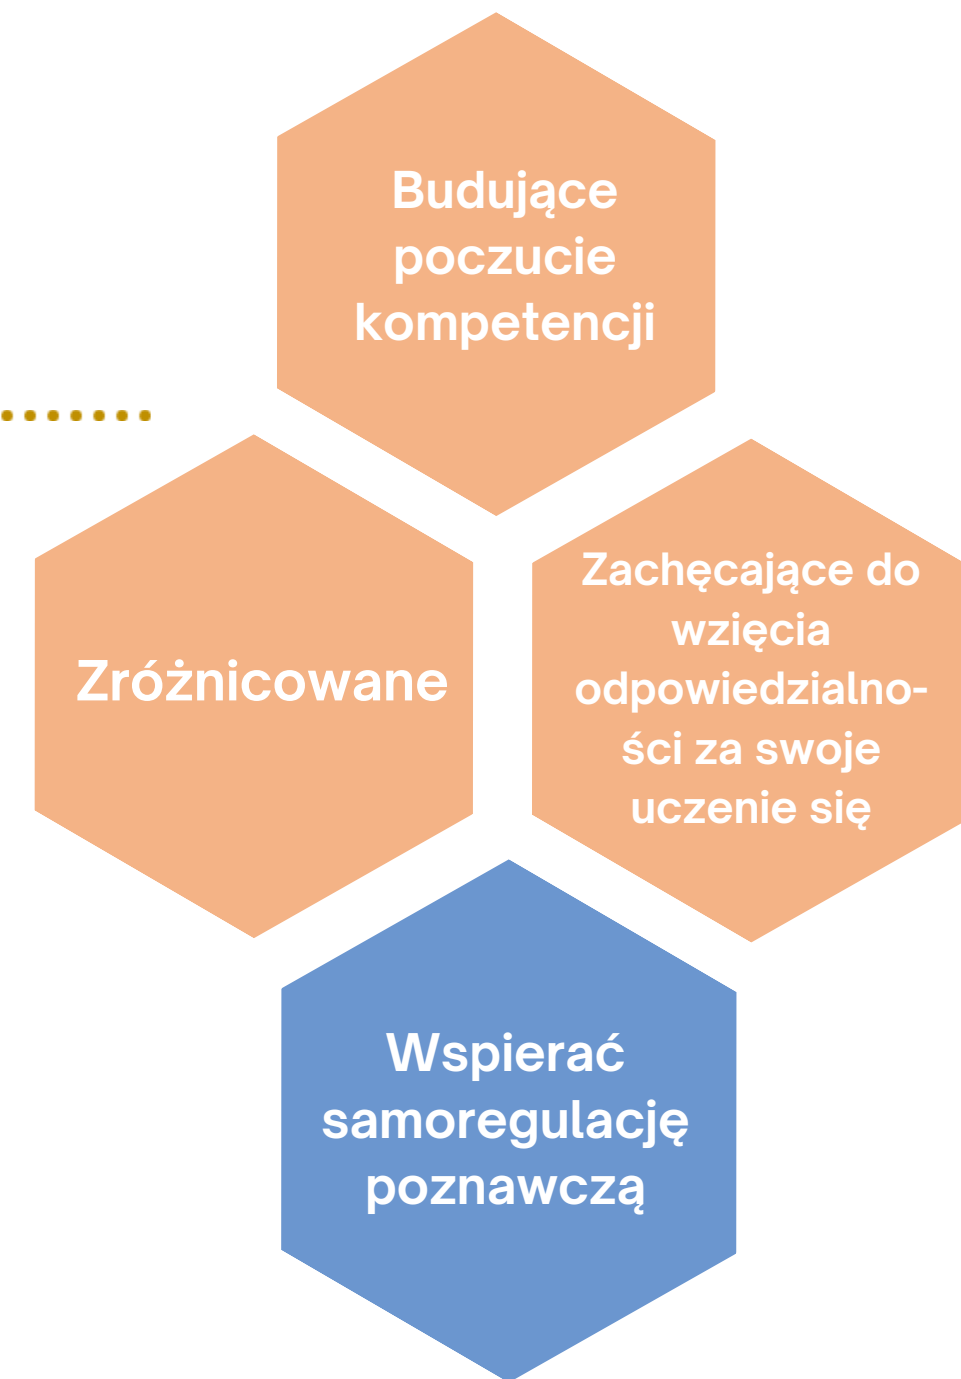 Budujące
poczucie
kompetencji
Zróżnicowane
Zachęcające do
wzięcia
odpowiedzialno-
ści za swoje
uczenie się
Wspierać
samoregulację
poznawczą